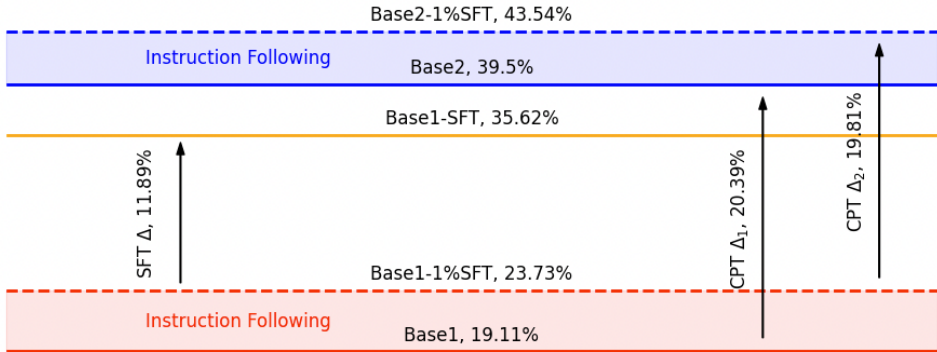 Base2-1%SFT, 43.54%
Instruction Following
Base2, 39.5%
Base1-SFT, 35.62%
SFT Δ, 11.89%
CPT Δ₁, 20.39%
CPT Δ₂, 19.81%
Base1-1%SFT, 23.73%
Instruction Following
Base1, 19.11%